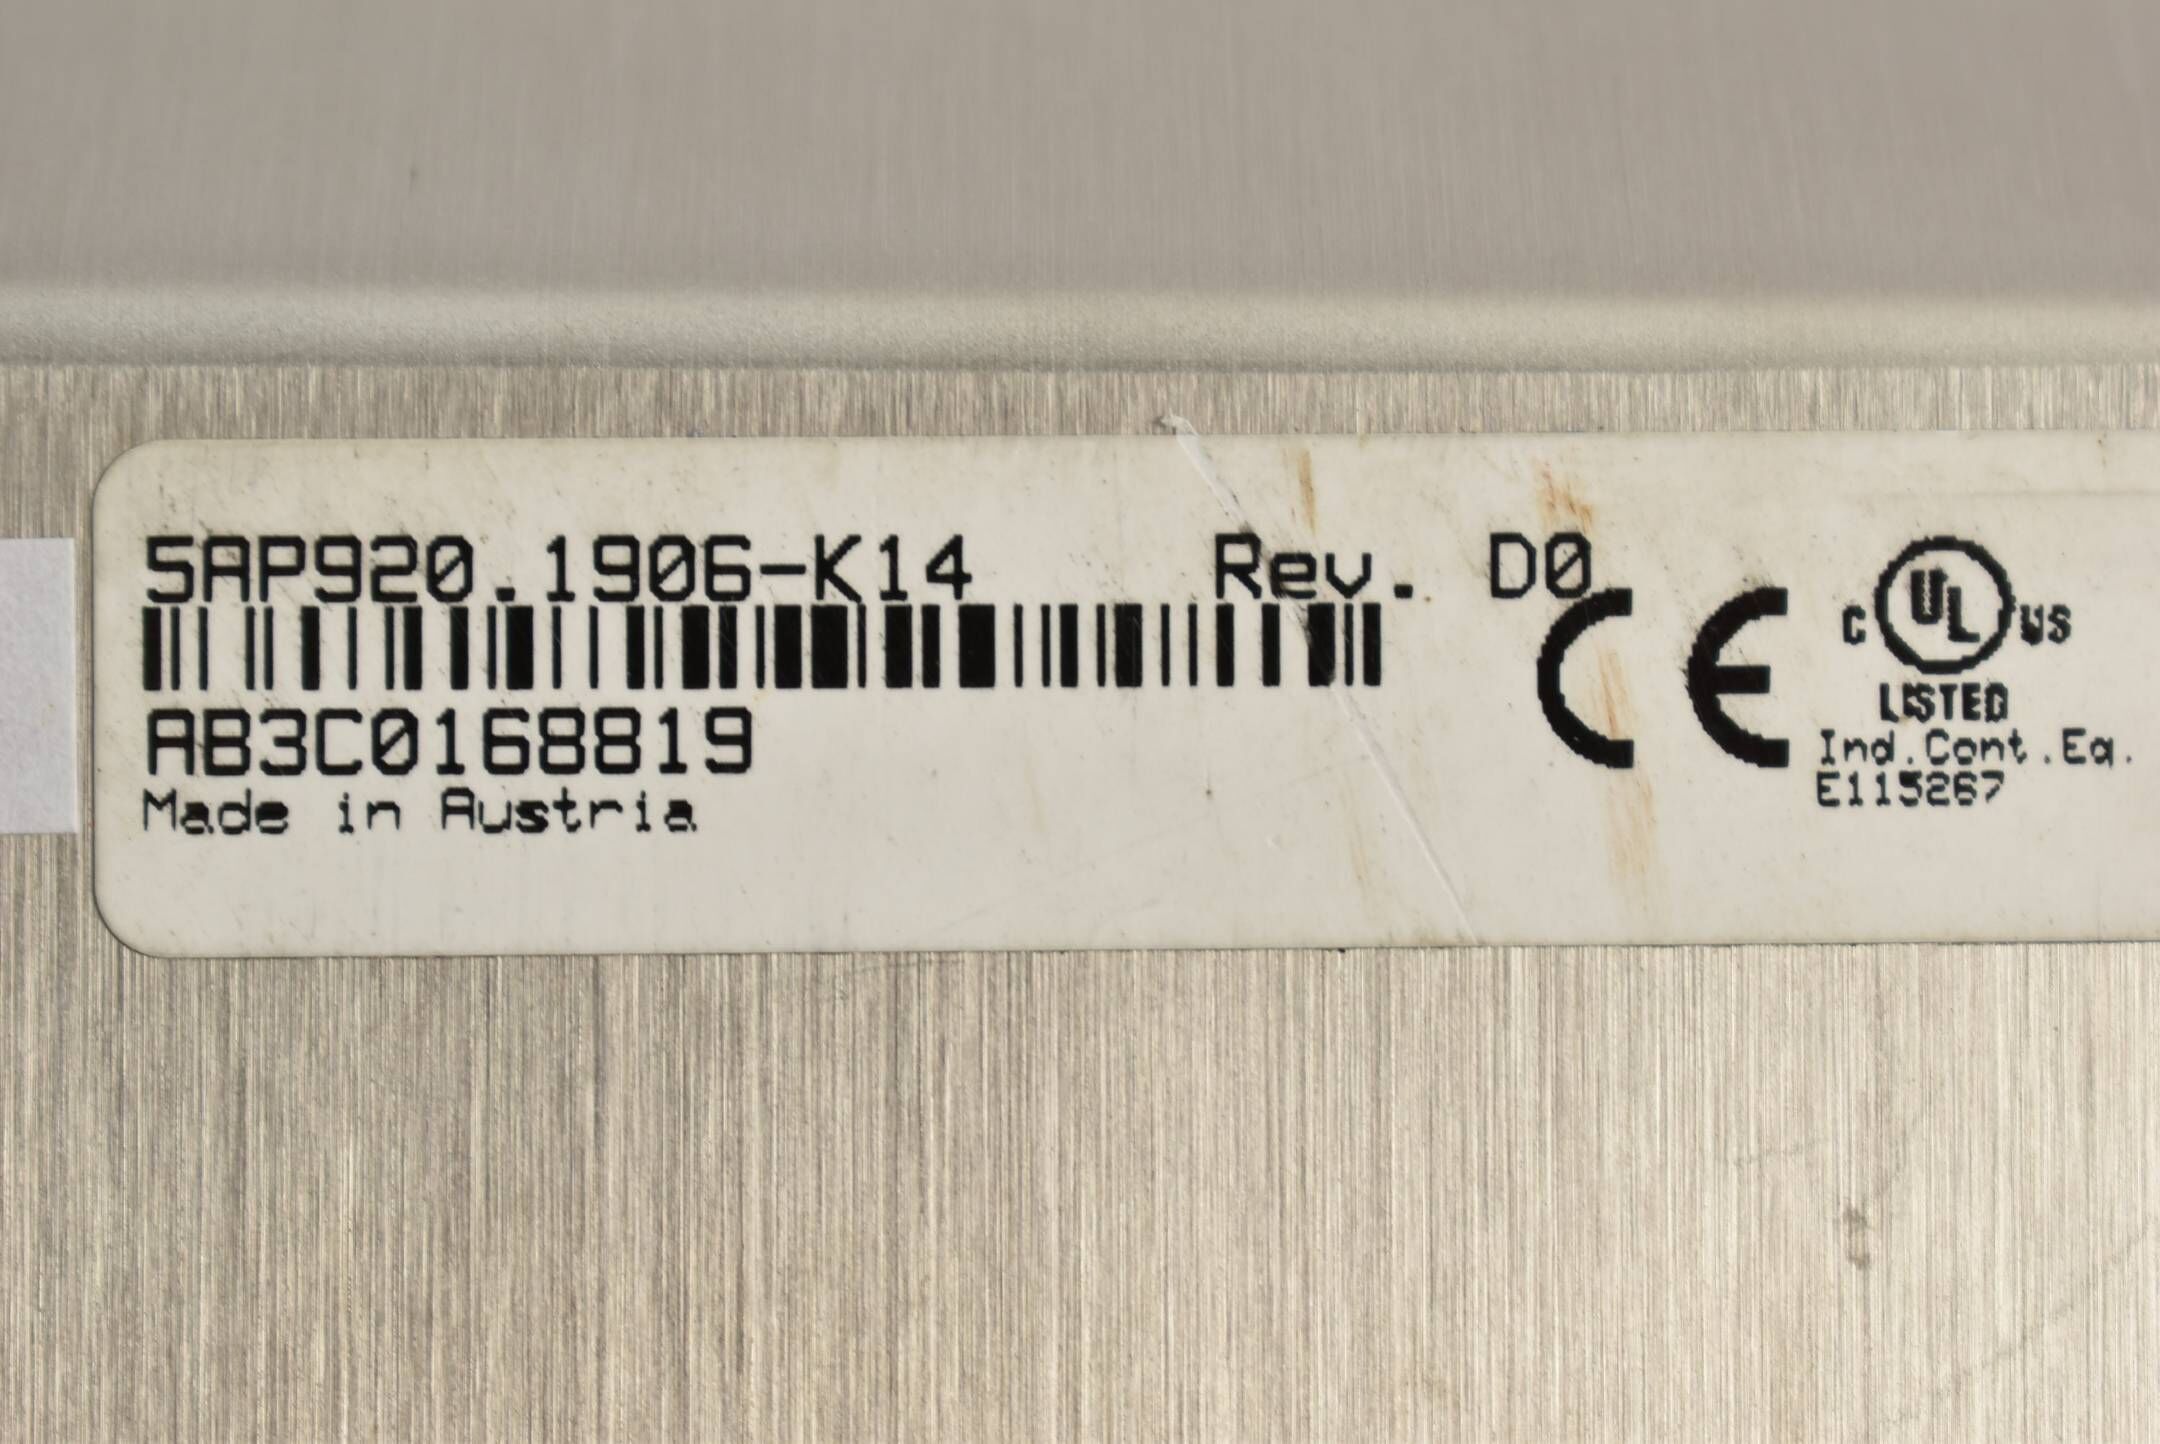 5AP920.1906-K14 Rev. D0
AB3C0168819
Made in Austria
CE
C UL US
LISTED
Ind.Cont.Eq.
E115267